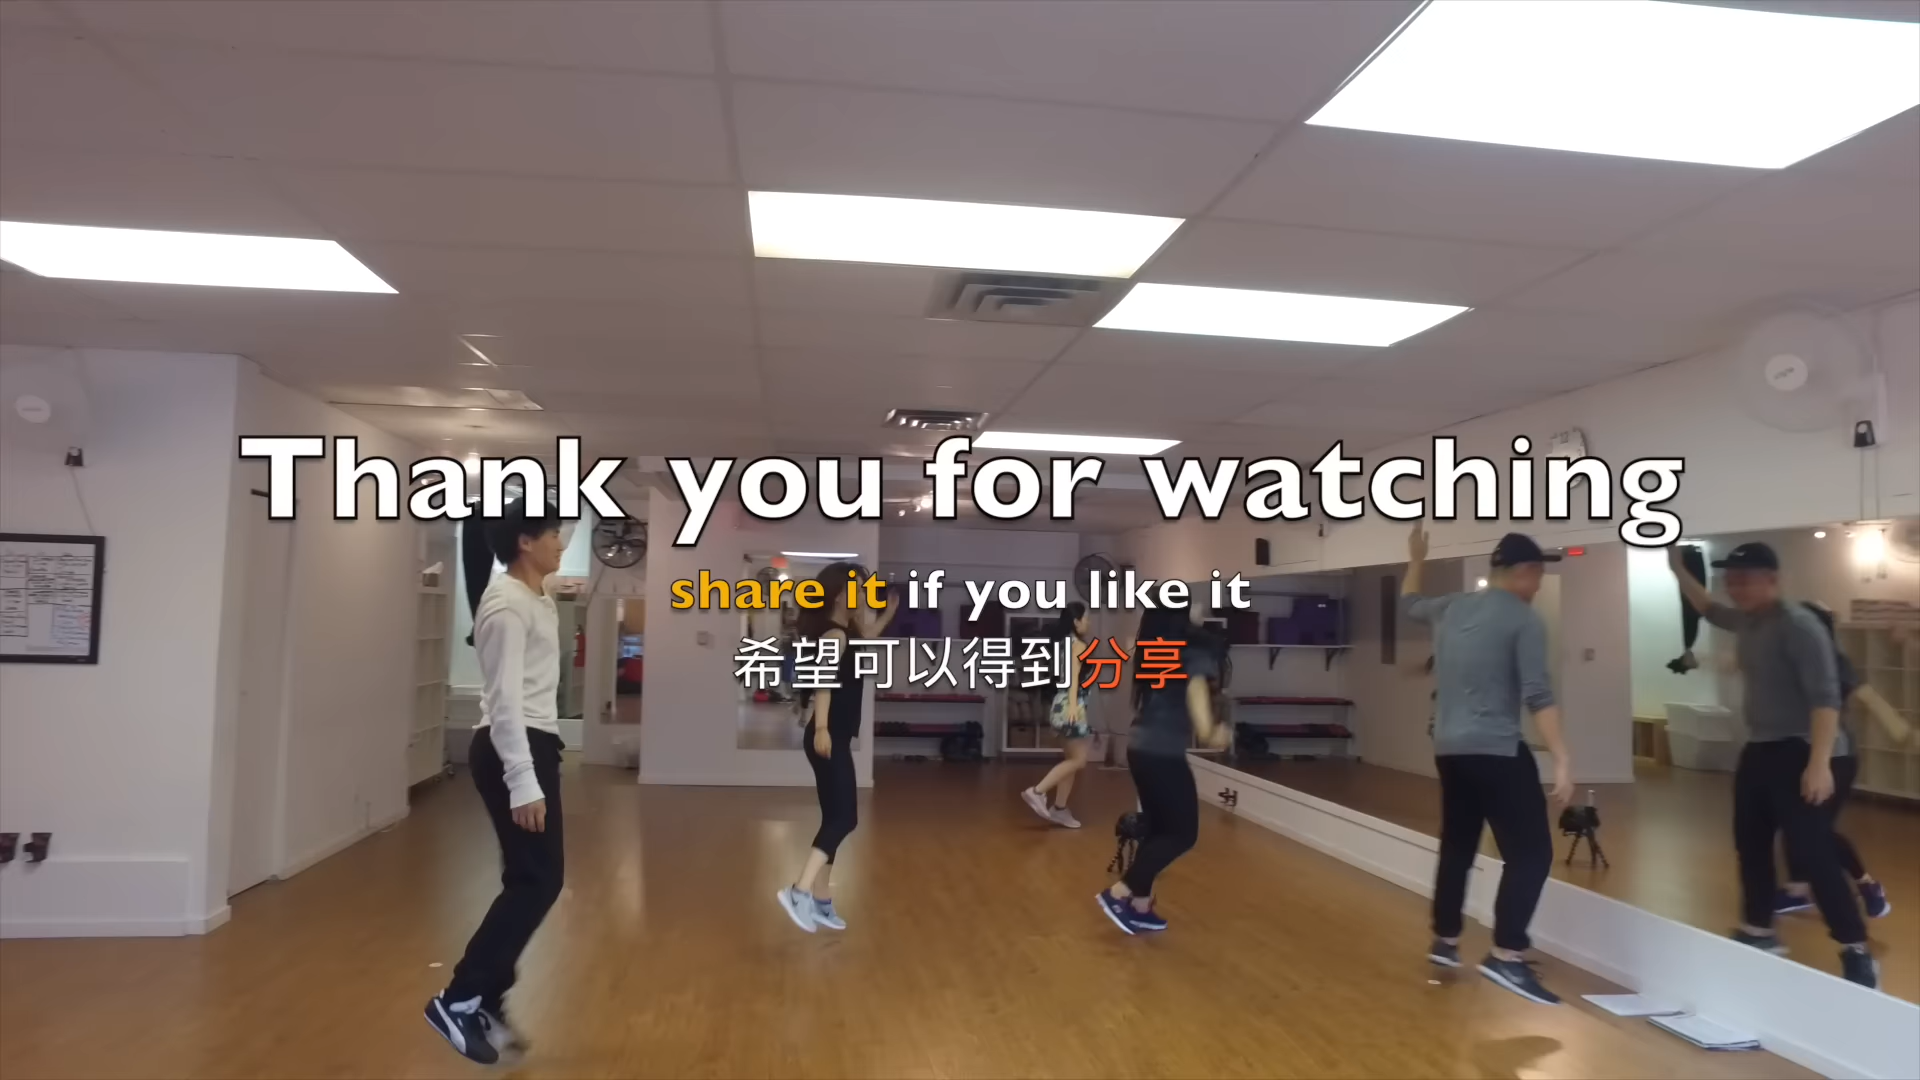 Thank you for watching
share it if you like it
希望可以得到分享